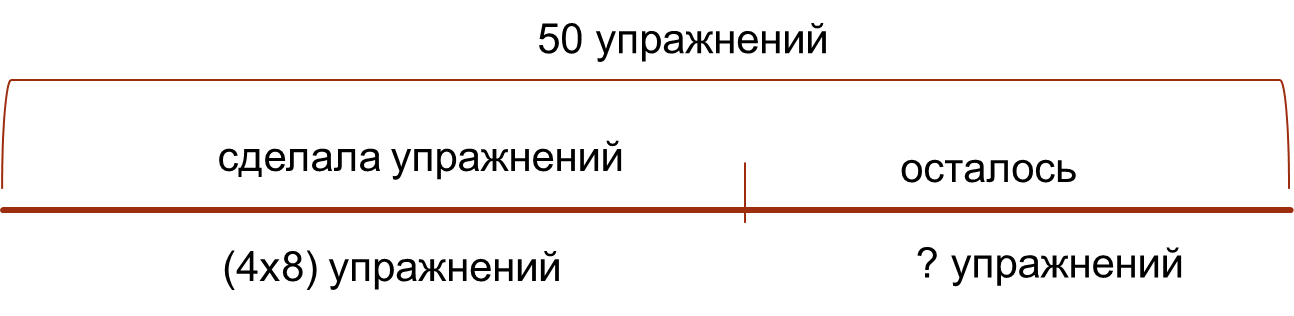 50 упражнений
сделала упражнений
осталось
(4х8) упражнений
? упражнений